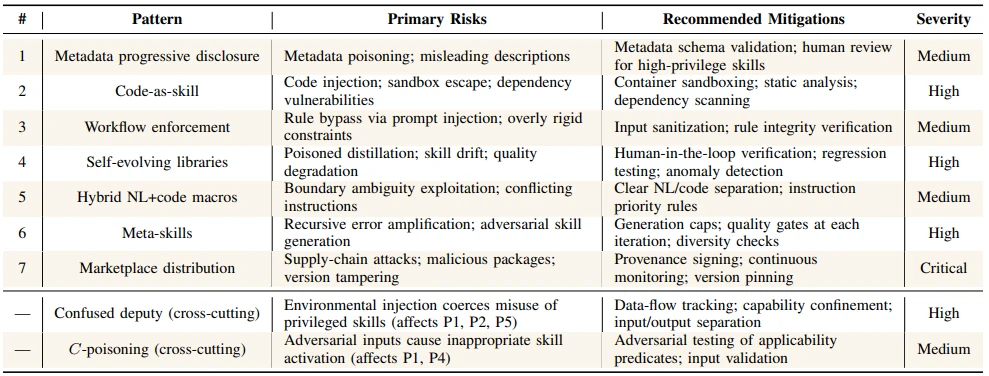 # Pattern Primary Risks Recommended Mitigations Severity
1 Metadata progressive disclosure Metadata poisoning; misleading descriptions Metadata schema validation; human review
for high-privilege skills Medium
2 Code-as-skill Code injection; sandbox escape; dependency
vulnerabilities Container sandboxing; static analysis;
dependency scanning High
3 Workflow enforcement Rule bypass via prompt injection; overly rigid
constraints Input sanitization; rule integrity verification Medium
4 Self-evolving libraries Poisoned distillation; skill drift; quality
degradation Human-in-the-loop verification; regression
testing; anomaly detection High
5 Hybrid NL+code macros Boundary ambiguity exploitation; conflicting
instructions Clear NL/code separation; instruction
priority rules Medium
6 Meta-skills Recursive error amplification; adversarial skill
generation Generation caps; quality gates at each
iteration; diversity checks High
7 Marketplace distribution Supply-chain attacks; malicious packages;
version tampering Provenance signing; continuous
monitoring; version pinning Critical
— Confused deputy (cross-cutting) Environmental injection coerces misuse of
privileged skills (affects P1, P2, P5) Data-flow tracking; capability confinement;
input/output separation High
— C-poisoning (cross-cutting) Adversarial inputs cause inappropriate skill
activation (affects P1, P4) Adversarial testing of applicability
predicates; input validation Medium